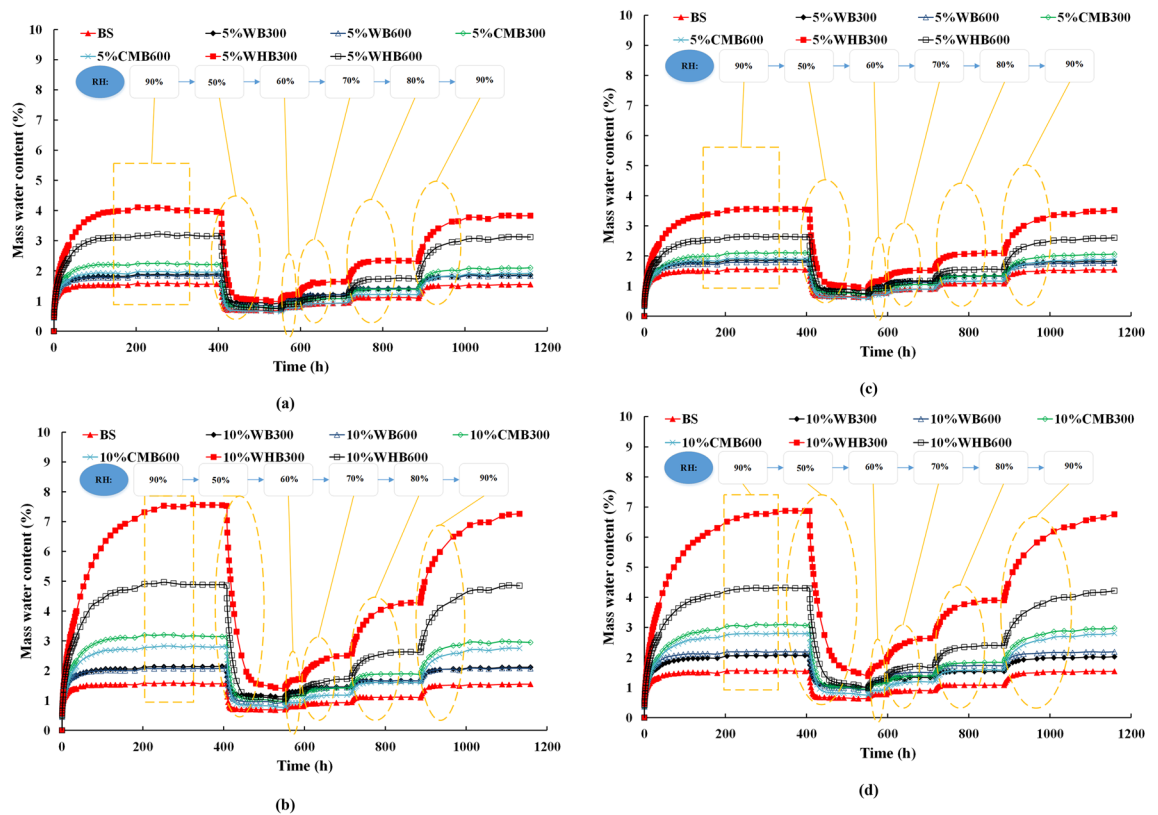 BS 5%WB300 5%WB600 5%CMB300
5%CMB600 5%WHB300 5%WHB600
RH: 90% 50% 60% 70% 80% 90%
Mass water content (%)
10
9
8
7
6
5
4
3
2
1
0
0 200 400 600 800 1000 1200
Time (h)
(a)
BS 5%WB300 5%WB600 5%CMB300
5%CMB600 5%WHB300 5%WHB600
RH: 90% 50% 60% 70% 80% 90%
Mass water content (%)
10
9
8
7
6
5
4
3
2
1
0
0 200 400 600 800 1000 1200
Time (h)
(c)
BS 10%WB300 10%WB600 10%CMB300
10%CMB600 10%WHB300 10%WHB600
RH: 90% 50% 60% 70% 80% 90%
Mass water content (%)
10
9
8
7
6
5
4
3
2
1
0
0 200 400 600 800 1000 1200
Time (h)
(b)
BS 10%WB300 10%WB600 10%CMB300
10%CMB600 10%WHB300 10%WHB600
RH: 90% 50% 60% 70% 80% 90%
Mass water content (%)
10
9
8
7
6
5
4
3
2
1
0
0 200 400 600 800 1000 1200
Time (h)
(d)